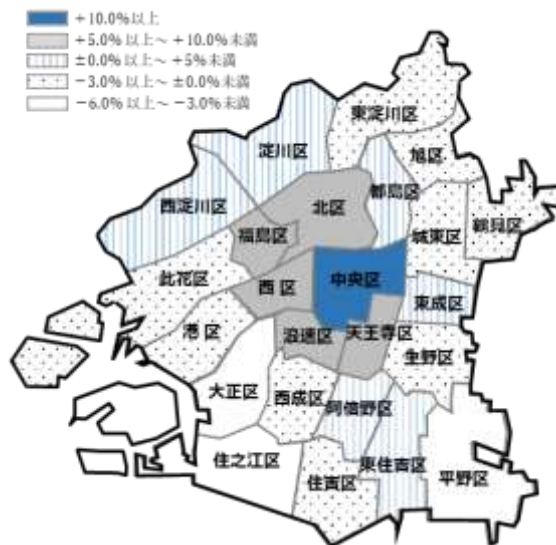 +10.0%以上
+5.0%以上～+10.0%未満
±0.0%以上～+5%未満
−3.0%以上～±0.0%未満
−6.0%以上～−3.0%未満
東淀川区
淀川区
旭区
西淀川区
都島区
北区
鶴見区
福島区
城東区
此花区
西区
中央区
東成区
港区
浪速区
天王寺区
生野区
大正区
西成区
阿倍野区
住之江区
住吉区
東住吉区
平野区